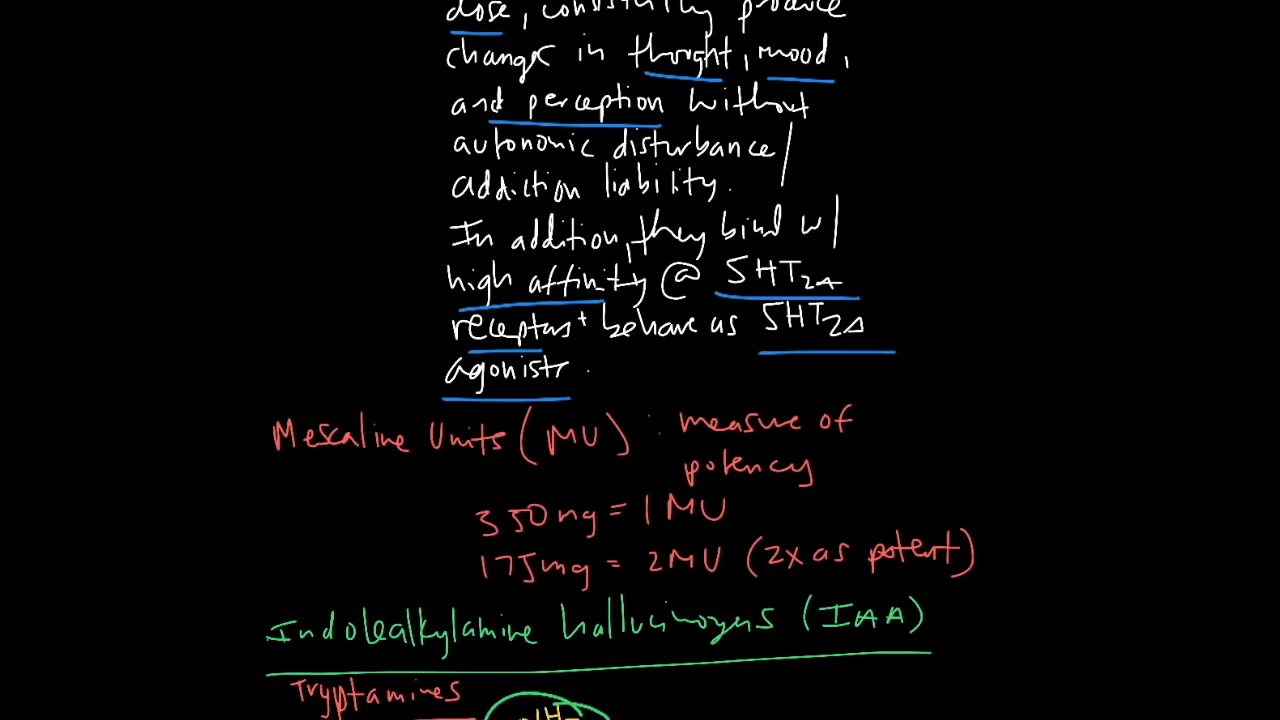 dose, consistently produce
changes in thought, mood,
and perception without
autonomic disturbance/
addiction liability.
In addition, they bind w/
high affinity @ 5HT2A
receptors + behave as 5HT2A
agonists.
Mescaline Units (MU) : measure of
potency
350mg = 1 MU
175mg = 2MU (2x as potent)
Indolealkylamine hallucinogens (IAA)
Tryptamines
NH2